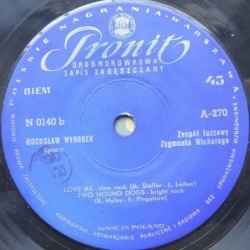 POLSKIE NAGRANIA - WARSZAWA
Pronit
DROBNOROWKOWA
ZAPIS ZAGĘSZCZANY
BIEM
45
N 0140 b
A-270
BOGUSŁAW WYROBEK
śpiew
Zespół Jazzowy
Zygmunta Wicharego
LOVE ME - slow rock (M. Stoller - J. Leiber)
TWO HOUND DOGS - bright rock
(B. Haley - F. Pingatore)
MADE IN POLAND